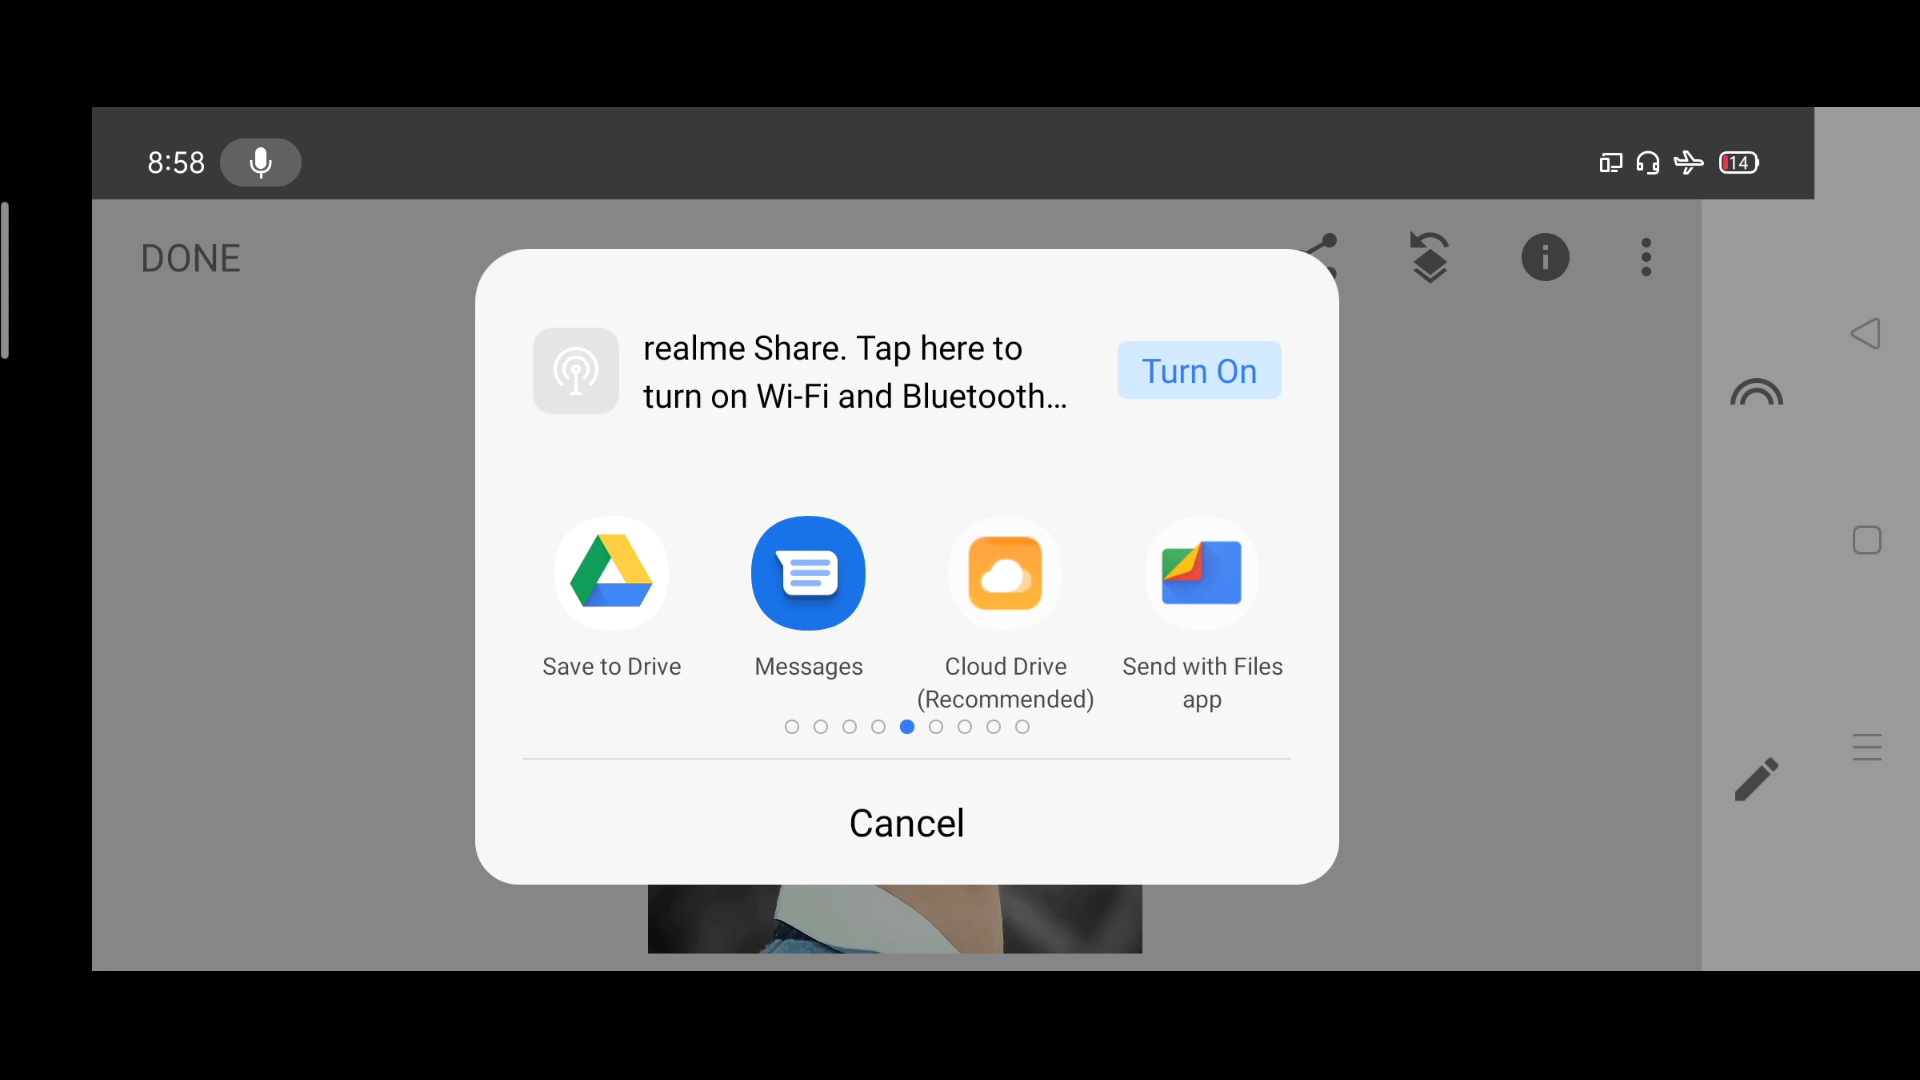 8:58
14
DONE
realme Share. Tap here to
turn on Wi-Fi and Bluetooth...
Turn On
Save to Drive
Messages
Cloud Drive
(Recommended)
Send with Files
app
Cancel